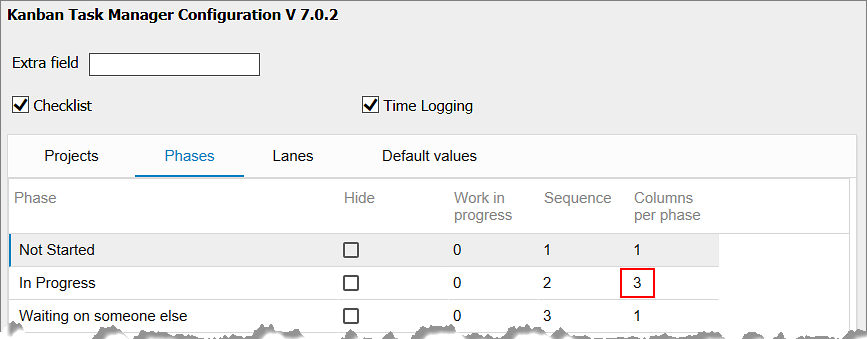 Kanban Task Manager Configuration V 7.0.2
Extra field
Checklist Time Logging
Projects Phases Lanes Default values
Phase Hide Work in progress Sequence Columns per phase
Not Started 0 1 1
In Progress 0 2 3
Waiting on someone else 0 3 1